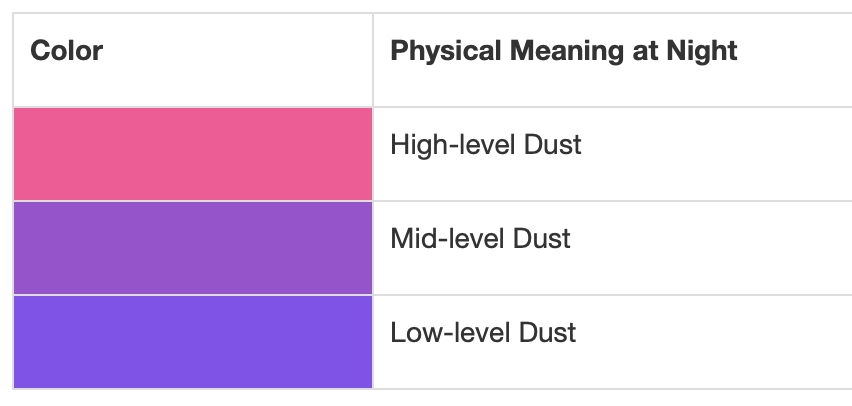 Color Physical Meaning at Night
High-level Dust
Mid-level Dust
Low-level Dust